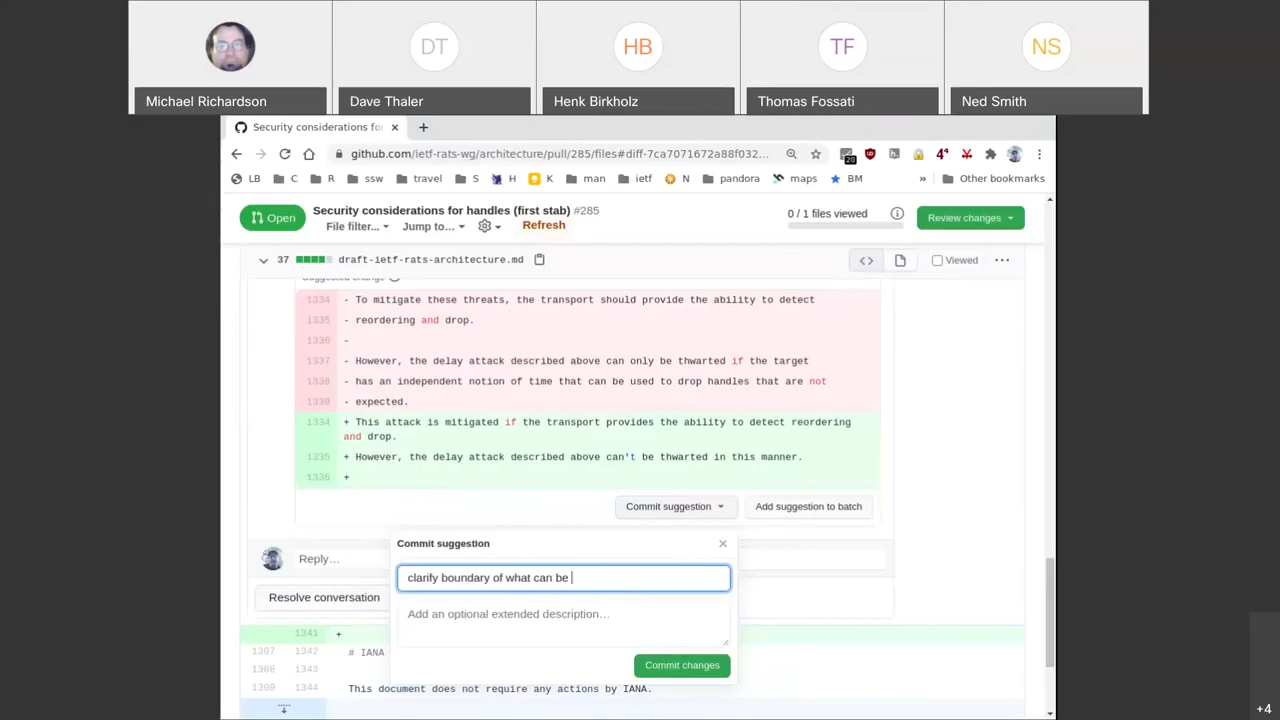 DT
HB
TF
NS
Michael Richardson
Dave Thaler
Henk Birkholz
Thomas Fossati
Ned Smith
Security considerations fo
github.com/ietf-rats-wg/architecture/pull/285/files#diff-7ca7071672a88f032...
20
4
LB
C
R
ssw
travel
S
H
K
man
ietf
N
pandora
maps
BM
»
Other bookmarks
Open
Security considerations for handles (first stab) #285
File filter...
Jump to...
Refresh
0 / 1 files viewed
Review changes
37
draft-ietf-rats-architecture.md
Viewed
Suggested change
1334 - To mitigate these threats, the transport should provide the ability to detect
1335 - reordering and drop.
1336 -
1337 - However, the delay attack described above can only be thwarted if the target
1338 - has an independent notion of time that can be used to drop handles that are not
1339 - expected.
1334 + This attack is mitigated if the transport provides the ability to detect reordering
and drop.
1335 + However, the delay attack described above can't be thwarted in this manner.
1336 +
Commit suggestion
Add suggestion to batch
Commit suggestion
Reply…
clarify boundary of what can be
Resolve conversation
Add an optional extended description…
1341 +
1307 1342 # IANA
1308 1343
Commit changes
1309 1344 This document does not require any actions by IANA.
+4